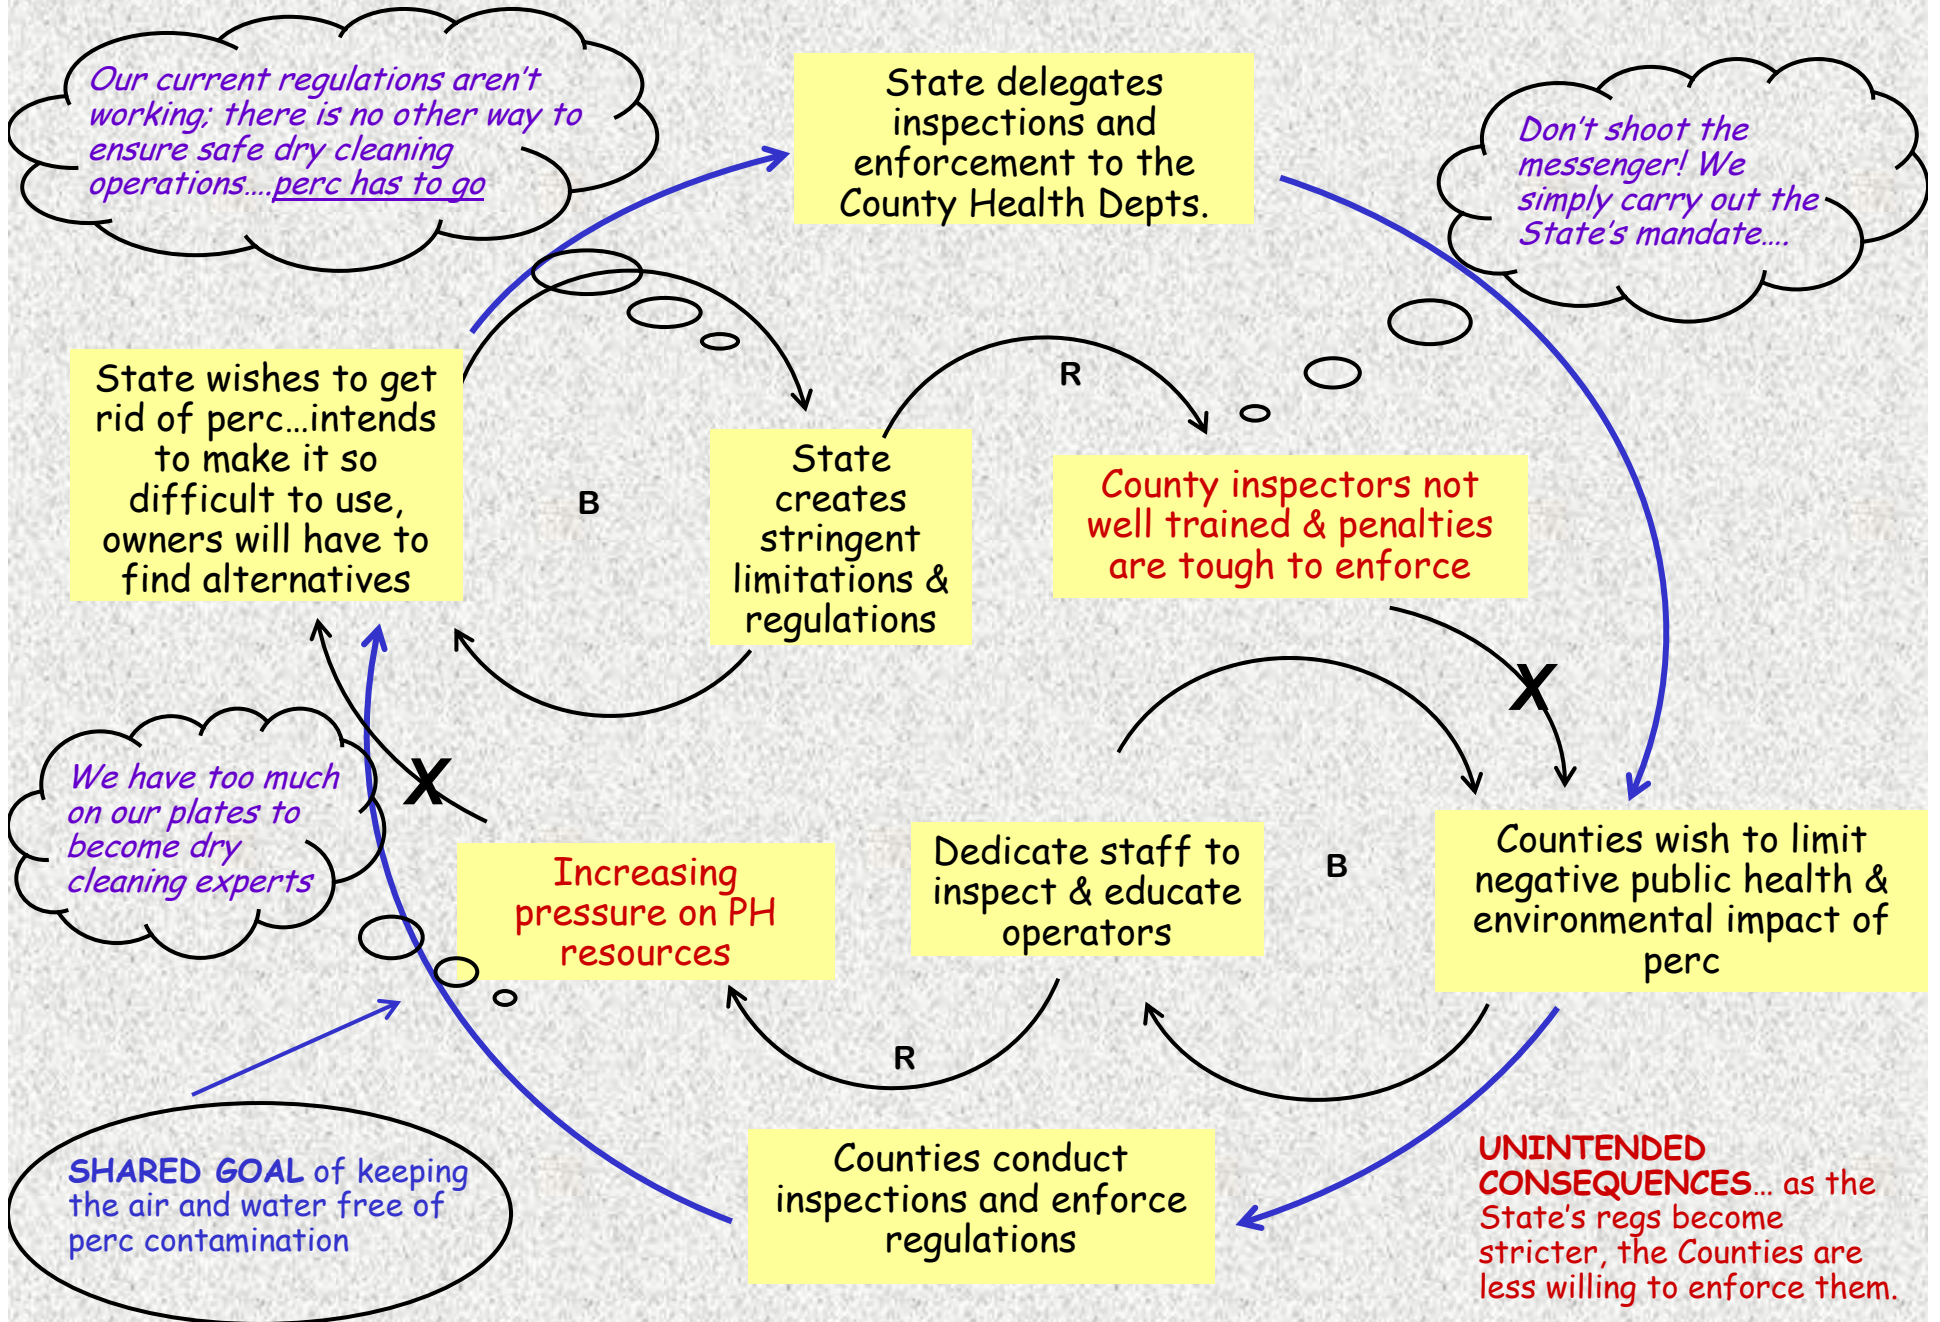 Our current regulations aren't
working; there is no other way to
ensure safe dry cleaning
operations....perc has to go
State delegates
inspections and
enforcement to the
County Health Depts.
Don't shoot the
messenger! We
simply carry out the
State's mandate....
State wishes to get
rid of perc...intends
to make it so
difficult to use,
owners will have to
find alternatives
B
State
creates
stringent
limitations &
regulations
R
County inspectors not
well trained & penalties
are tough to enforce
X
We have too much
on our plates to
become dry
cleaning experts
X
Increasing
pressure on PH
resources
Dedicate staff to
inspect & educate
operators
B
Counties wish to limit
negative public health &
environmental impact of
perc
R
SHARED GOAL of keeping
the air and water free of
perc contamination
Counties conduct
inspections and enforce
regulations
UNINTENDED
CONSEQUENCES... as the
State's regs become
stricter, the Counties are
less willing to enforce them.